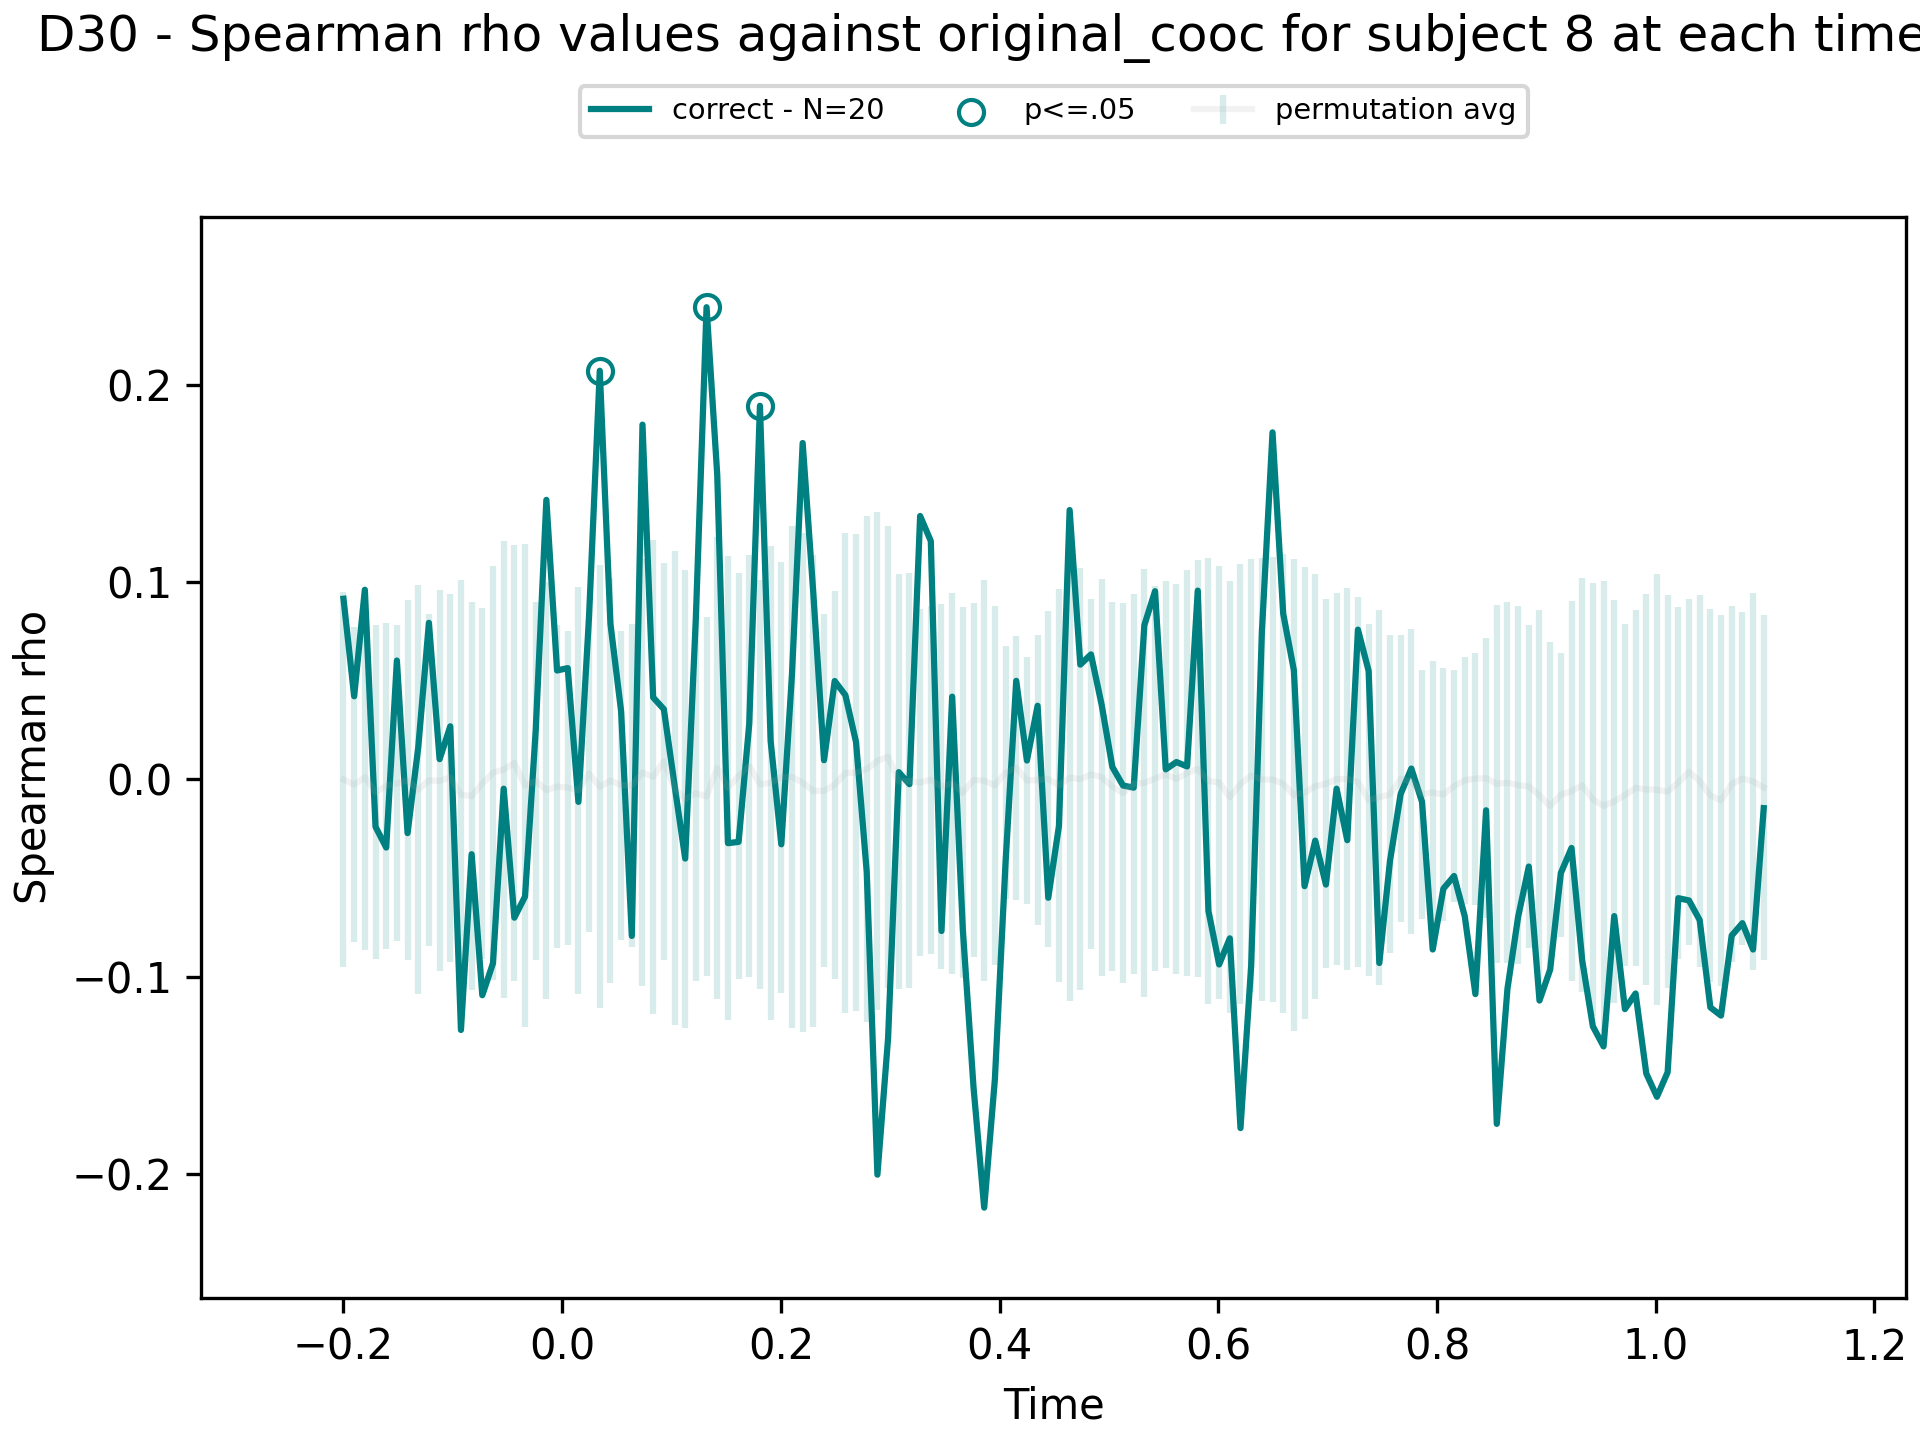 D30 - Spearman rho values against original_cooc for subject 8 at each time
correct - N=20 p<=.05 permutation avg
Spearman rho
0.2
0.1
0.0
−0.1
−0.2
−0.2 0.0 0.2 0.4 0.6 0.8 1.0 1.2
Time